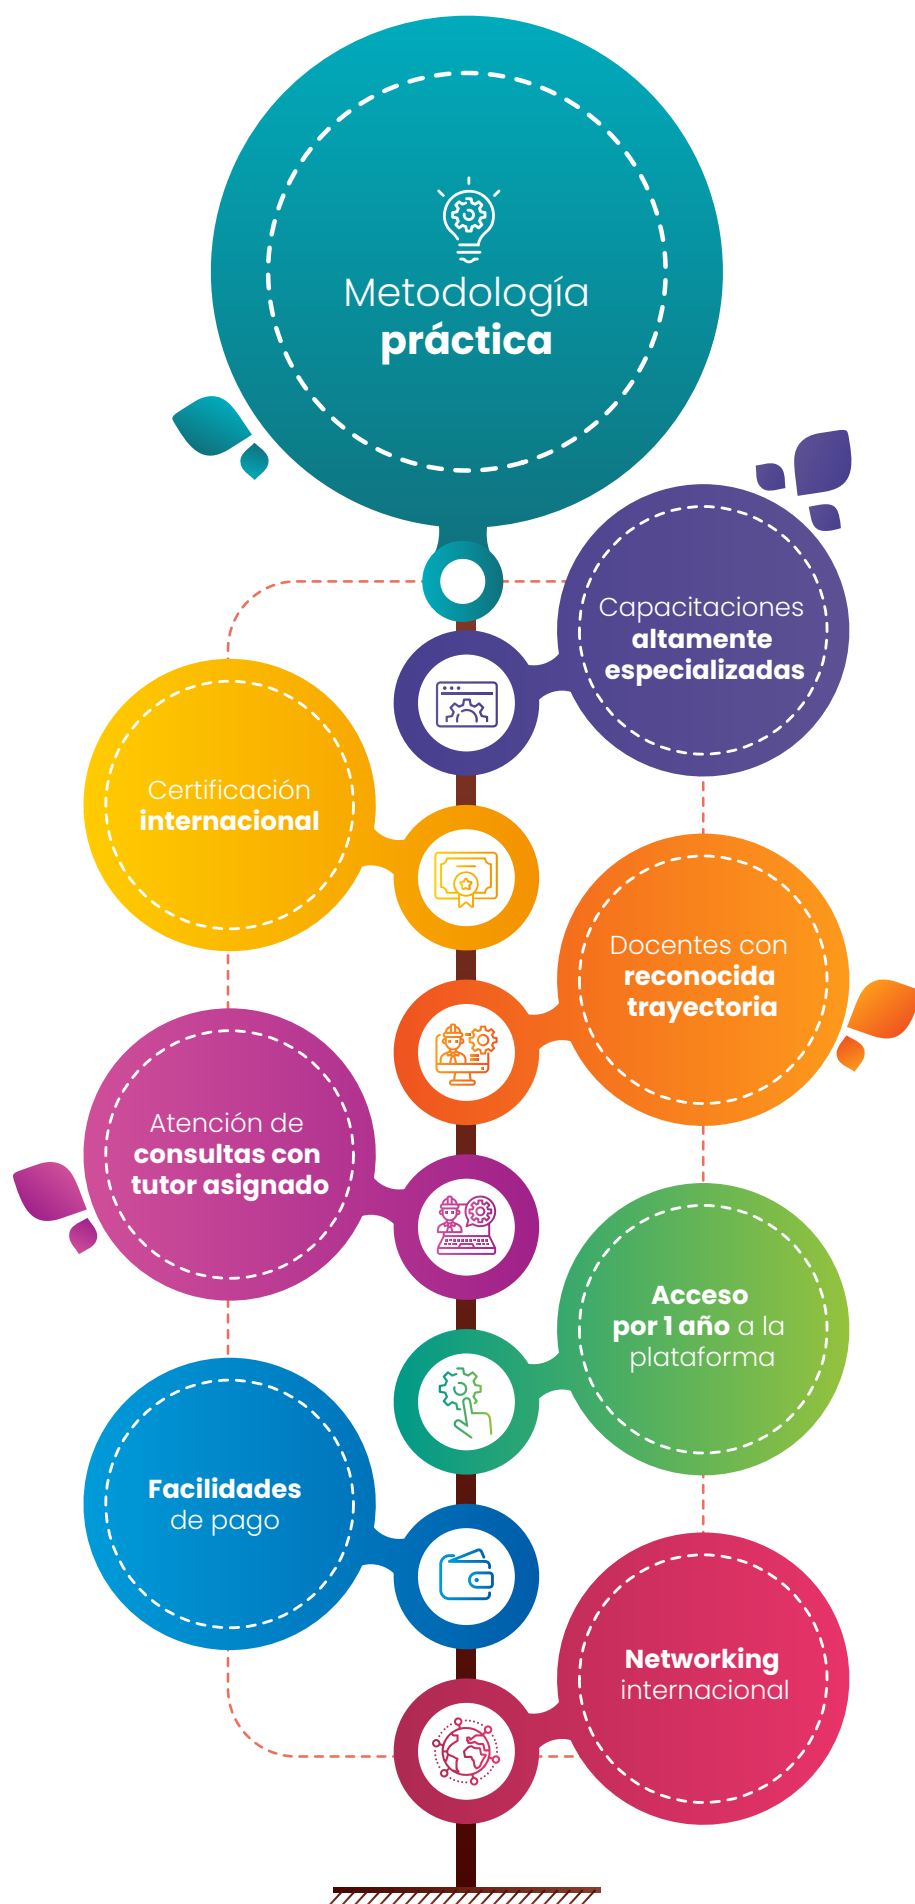 Metodología
práctica
Capacitaciones
altamente
especializadas
Certificación
internacional
Docentes con
reconocida
trayectoria
Atención de
consultas con
tutor asignado
Acceso
por 1 año a la
plataforma
Facilidades
de pago
Networking
internacional